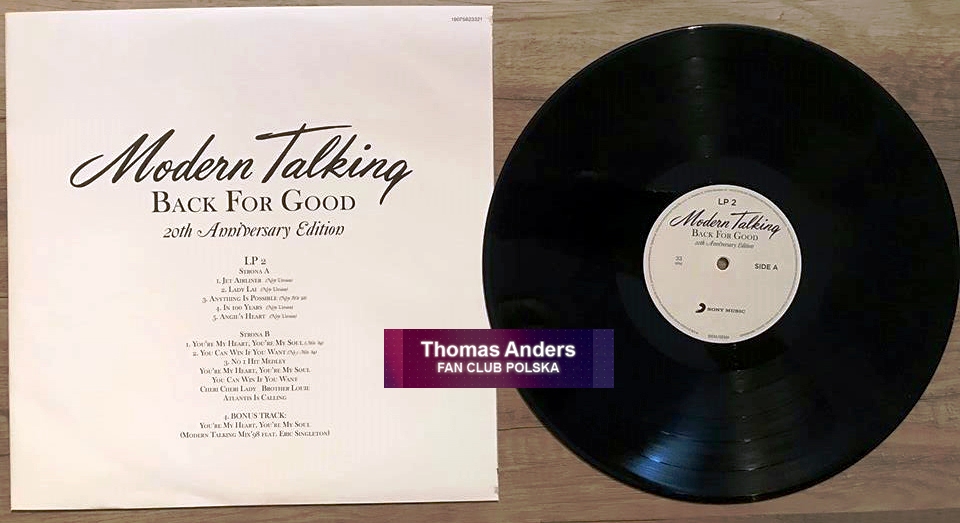 19075823321
Modern Talking
BACK FOR GOOD
20th Anniversary Edition
LP 2
STRONA A
1. JET AIRLINER (New Version)
2. LADY LAI (New Version)
3. ANYTHING IS POSSIBLE (New Mix '98)
4. IN 100 YEARS (New Version)
5. ANGIE'S HEART (New Version)
STRONA B
1. YOU'RE MY HEART, YOU'RE MY SOUL
2. YOU CAN WIN IF YOU WANT
3. NO 1 HIT MEDLEY
YOU'RE MY HEART, YOU'RE MY SOUL
YOU CAN WIN IF YOU WANT
CHERI CHERI LADY BROTHER LOUIE
ATLANTIS IS CALLING
4. BONUS TRACK:
YOU'RE MY HEART, YOU'RE MY SOUL
(MODERN TALKING MIX'98 FEAT. ERIC SINGLETON)
Thomas Anders
FAN CLUB POLSKA
LP 2
Modern Talking
BACK FOR GOOD
20th Anniversary Edition
33
SIDE A
SONY MUSIC